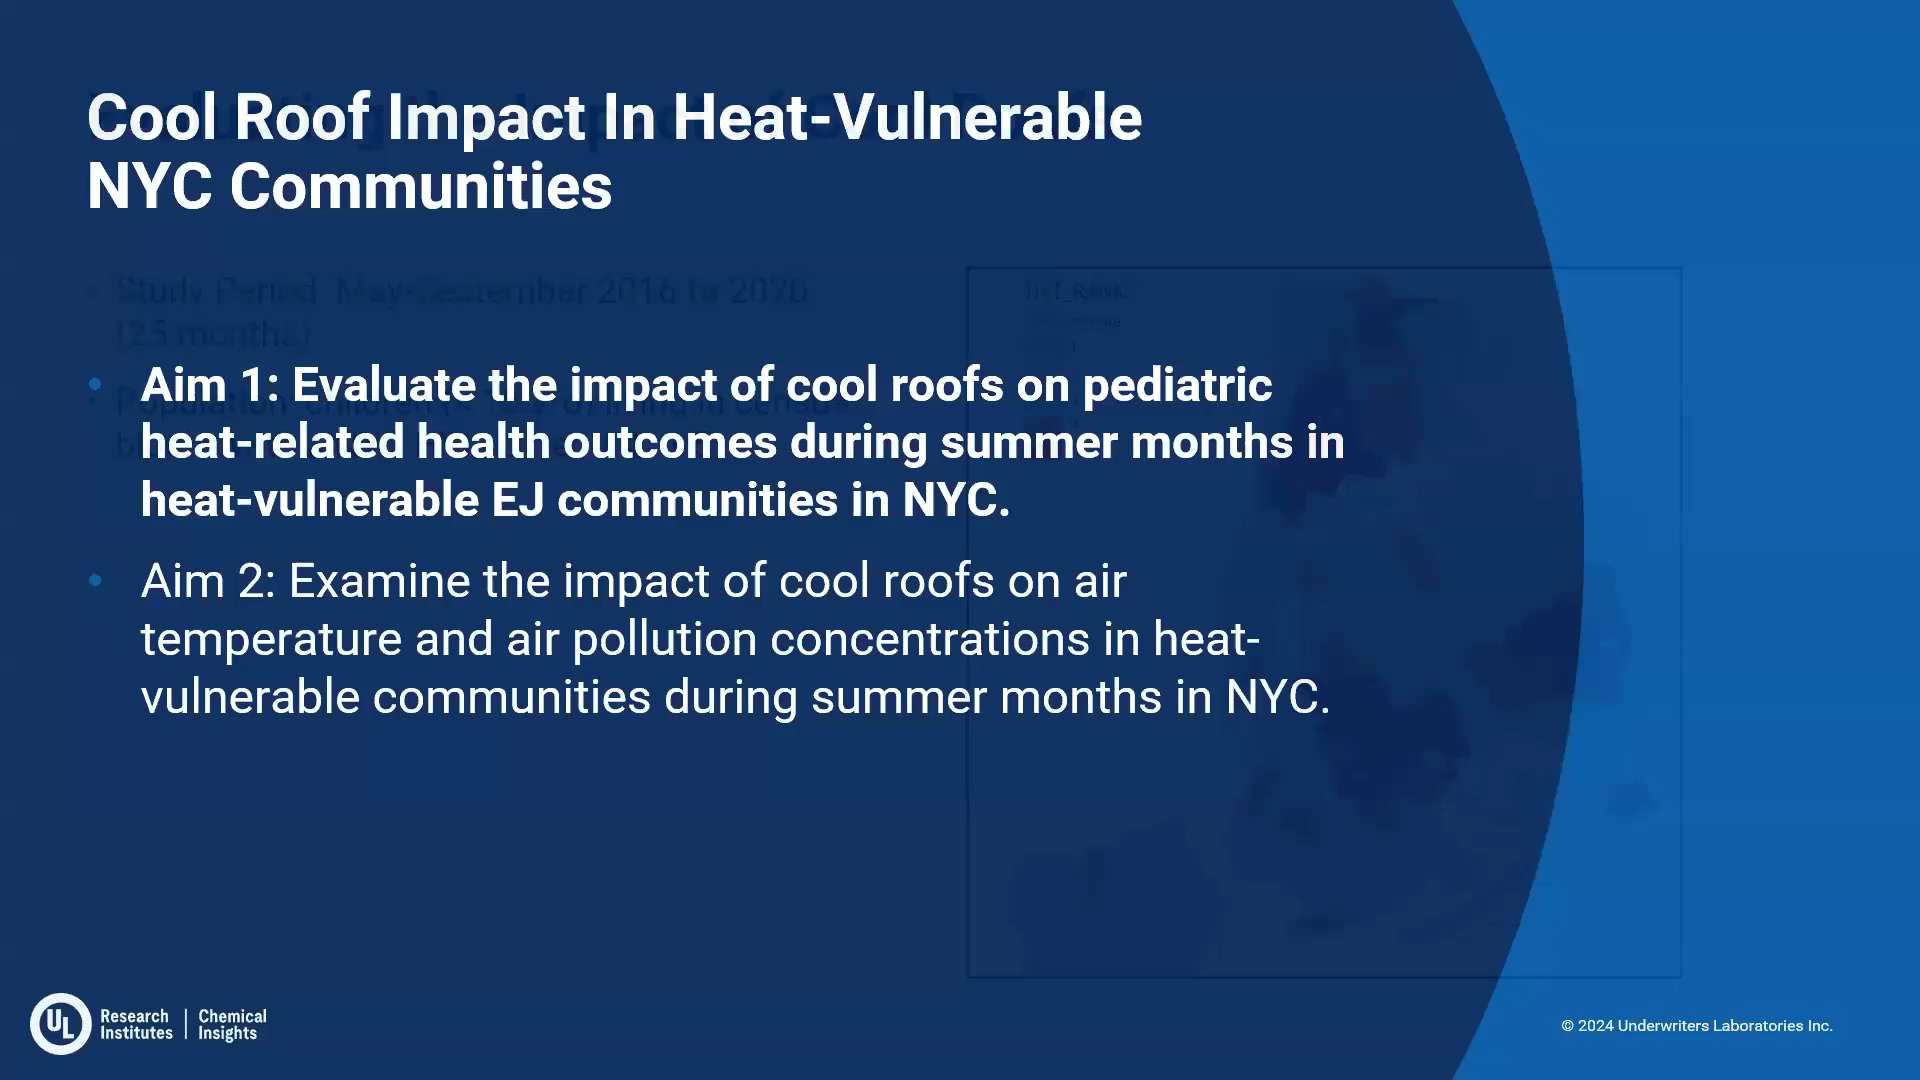 Cool Roof Impact In Heat-Vulnerable
NYC Communities
Study Period: May-September 2016 to 2020
(25 months)
• Aim 1: Evaluate the impact of cool roofs on pediatric
heat-related health outcomes during summer months in
heat-vulnerable EJ communities in NYC.
• Aim 2: Examine the impact of cool roofs on air
temperature and air pollution concentrations in heat-
vulnerable communities during summer months in NYC.
UL Research Institutes | Chemical Insights
© 2024 Underwriters Laboratories Inc.